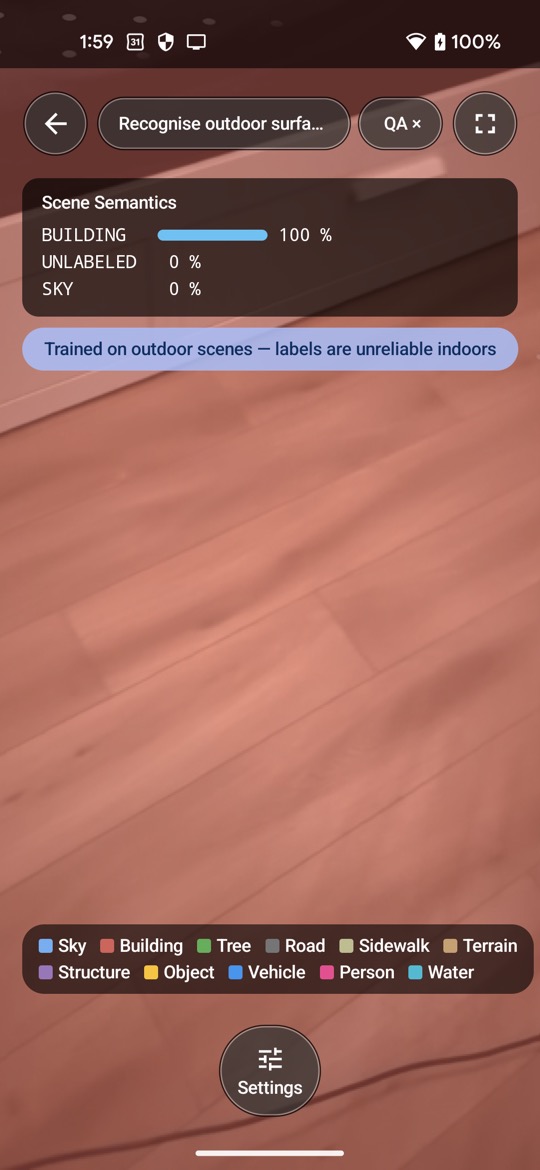 1:59 31 100%
Recognise outdoor surfa… QA ×
Scene Semantics
BUILDING 100 %
UNLABELED 0 %
SKY 0 %
Trained on outdoor scenes — labels are unreliable indoors
Sky Building Tree Road Sidewalk Terrain
Structure Object Vehicle Person Water
Settings